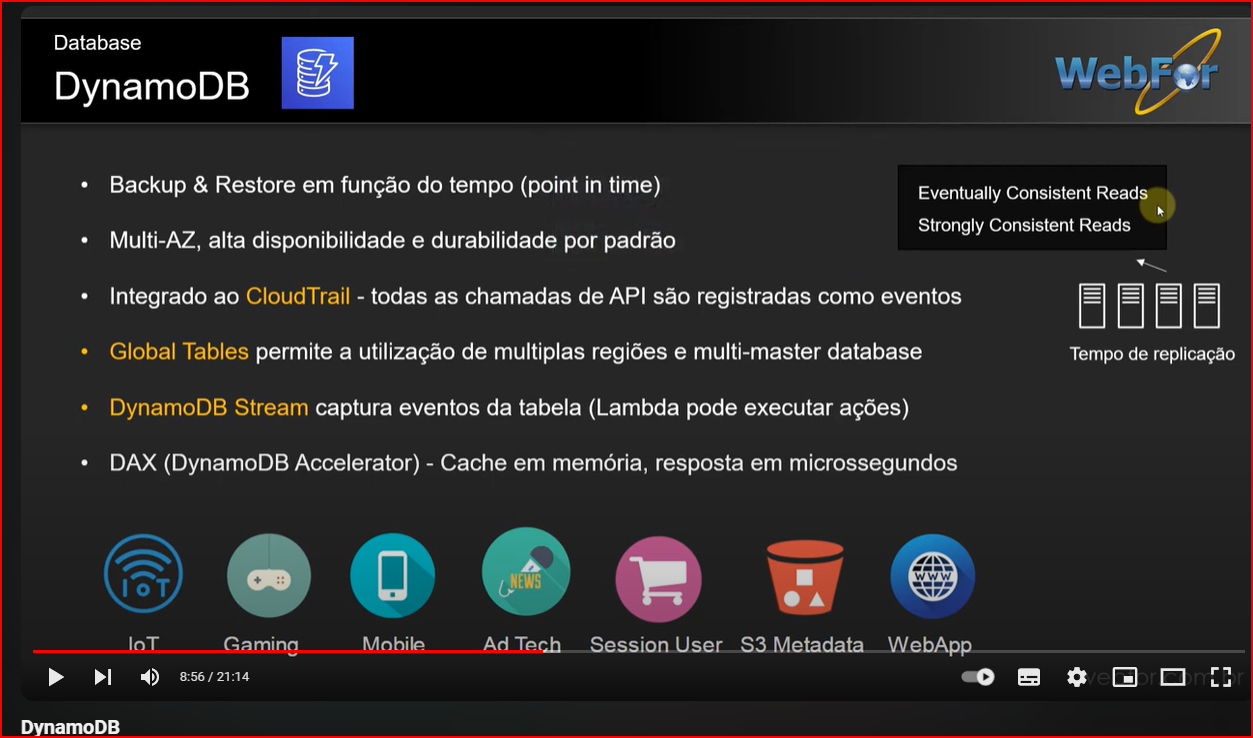 Database
DynamoDB
WebFor
• Backup & Restore em função do tempo (point in time)
• Multi-AZ, alta disponibilidade e durabilidade por padrão
• Integrado ao CloudTrail - todas as chamadas de API são registradas como eventos
• Global Tables permite a utilização de multiplas regiões e multi-master database
• DynamoDB Stream captura eventos da tabela (Lambda pode executar ações)
• DAX (DynamoDB Accelerator) - Cache em memória, resposta em microssegundos
Eventually Consistent Reads
Strongly Consistent Reads
Tempo de replicação
IoT
NEWS
WWW
IoT Gaming Mobile Ad Tech Session User S3 Metadata WebApp
8:56 / 21:14
webfor.com.br
DynamoDB